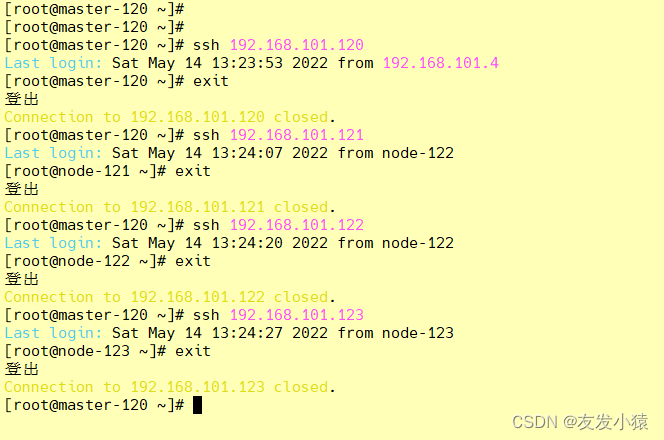 [root@master-120 ~]#
[root@master-120 ~]#
[root@master-120 ~]# ssh 192.168.101.120
Last login: Sat May 14 13:23:53 2022 from 192.168.101.4
[root@master-120 ~]# exit
登出
Connection to 192.168.101.120 closed.
[root@master-120 ~]# ssh 192.168.101.121
Last login: Sat May 14 13:24:07 2022 from node-122
[root@node-121 ~]# exit
登出
Connection to 192.168.101.121 closed.
[root@master-120 ~]# ssh 192.168.101.122
Last login: Sat May 14 13:24:20 2022 from node-122
[root@node-122 ~]# exit
登出
Connection to 192.168.101.122 closed.
[root@master-120 ~]# ssh 192.168.101.123
Last login: Sat May 14 13:24:27 2022 from node-123
[root@node-123 ~]# exit
登出
Connection to 192.168.101.123 closed.
[root@master-120 ~]#
CSDN @友发小猿